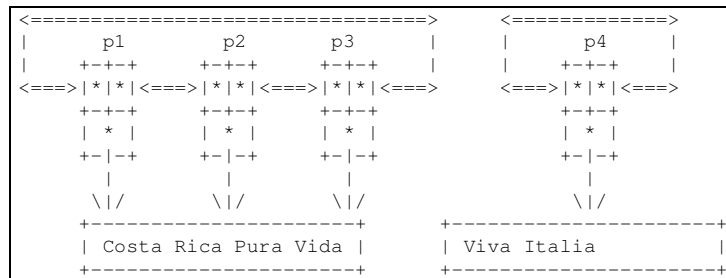 <==================================>     <=============>
|      p1         p2       p3      |     |      p4     |
|    +-+-+     +-+-+     +-+-+     |     |    +-+-+    |
<===>|*|*|<===>|*|*|<===>|*|*|<===>     <===>|*|*|<===>
+-+-+     +-+-+     +-+-+               +-+-+
| * |     | * |     | * |               | * |
+-|-+     +-|-+     +-|-+               +-|-+
|         |         |                   |
\|/       \|/       \|/                 \|/
+----------------------+      +----------------------+
| Costa Rica Pura Vida |      | Viva Italia          |
+----------------------+      +----------------------+